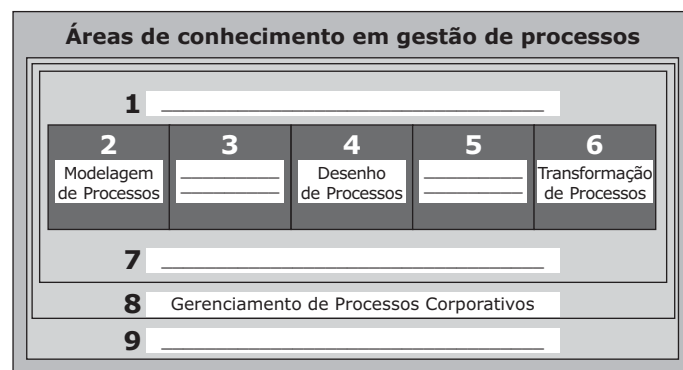 Áreas de conhecimento em gestão de processos
1
2 3 4 5 6
Modelagem Desenho Transformação
de Processos de Processos de Processos
7
8 Gerenciamento de Processos Corporativos
9